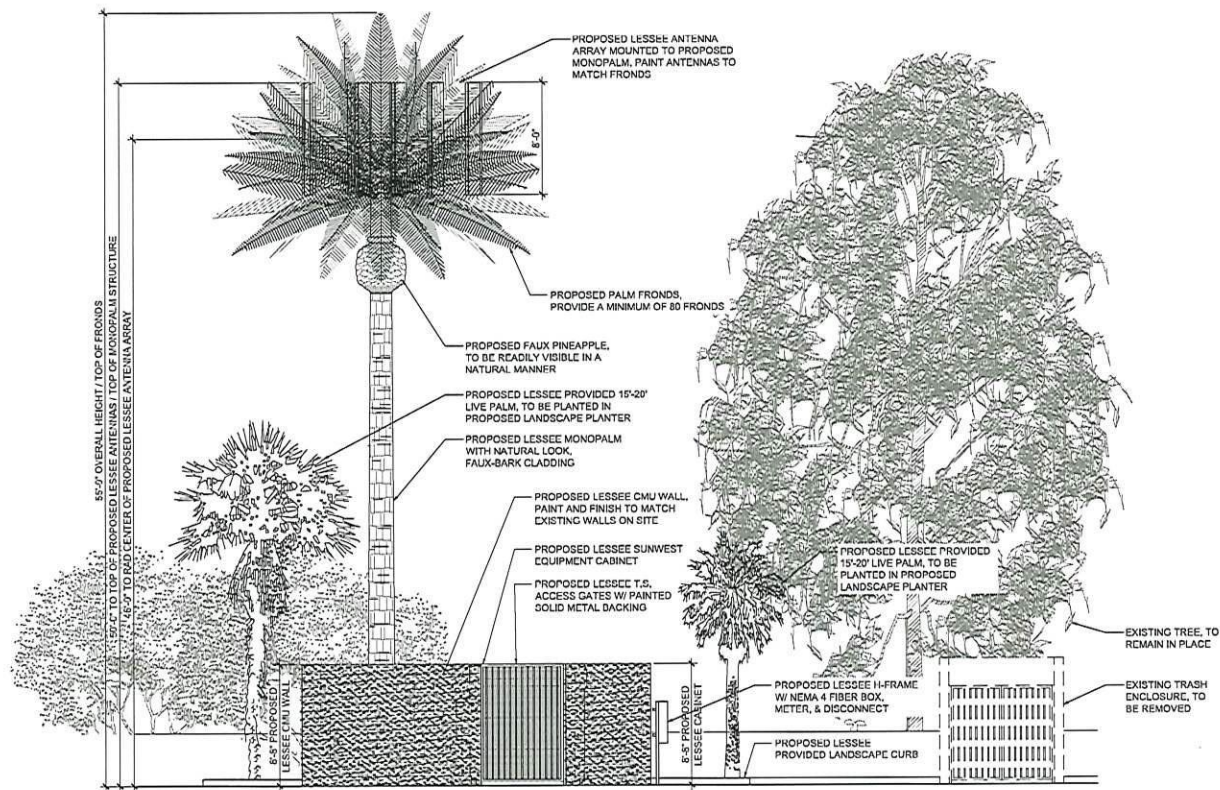 PROPOSED LESSEE ANTENNA
ARRAY MOUNTED TO PROPOSED
MONOPALM, PAINT ANTENNAS TO
MATCH FRONDS
8'-0"
55'-0" OVERALL HEIGHT / TOP OF FRONDS
50'-0" TO TOP OF PROPOSED LESSEE ANTENNAS / TOP OF MONOPALM STRUCTURE
46'-0" TO RAD CENTER OF PROPOSED LESSEE ANTENNA ARRAY
PROPOSED PALM FRONDS,
PROVIDE A MINIMUM OF 80 FRONDS
PROPOSED FAUX PINEAPPLE,
TO BE READILY VISIBLE IN A
NATURAL MANNER
PROPOSED LESSEE PROVIDED 15'-20'
LIVE PALM, TO BE PLANTED IN
PROPOSED LANDSCAPE PLANTER
PROPOSED LESSEE MONOPALM
WITH NATURAL LOOK,
FAUX-BARK CLADDING
PROPOSED LESSEE CMU WALL,
PAINT AND FINISH TO MATCH
EXISTING WALLS ON SITE
PROPOSED LESSEE SUNWEST
EQUIPMENT CABINET
PROPOSED LESSEE T.S.
ACCESS GATES W/ PAINTED
SOLID METAL BACKING
PROPOSED LESSEE PROVIDED
15'-20' LIVE PALM, TO BE
PLANTED IN PROPOSED
LANDSCAPE PLANTER
EXISTING TREE, TO
REMAIN IN PLACE
PROPOSED LESSEE H-FRAME
W/ NEMA 4 FIBER BOX,
METER, & DISCONNECT
EXISTING TRASH
ENCLOSURE, TO
BE REMOVED
PROPOSED LESSEE
PROVIDED LANDSCAPE CURB
PROPOSED
LESSEE CMU WALL
PROPOSED
LESSEE CABINET